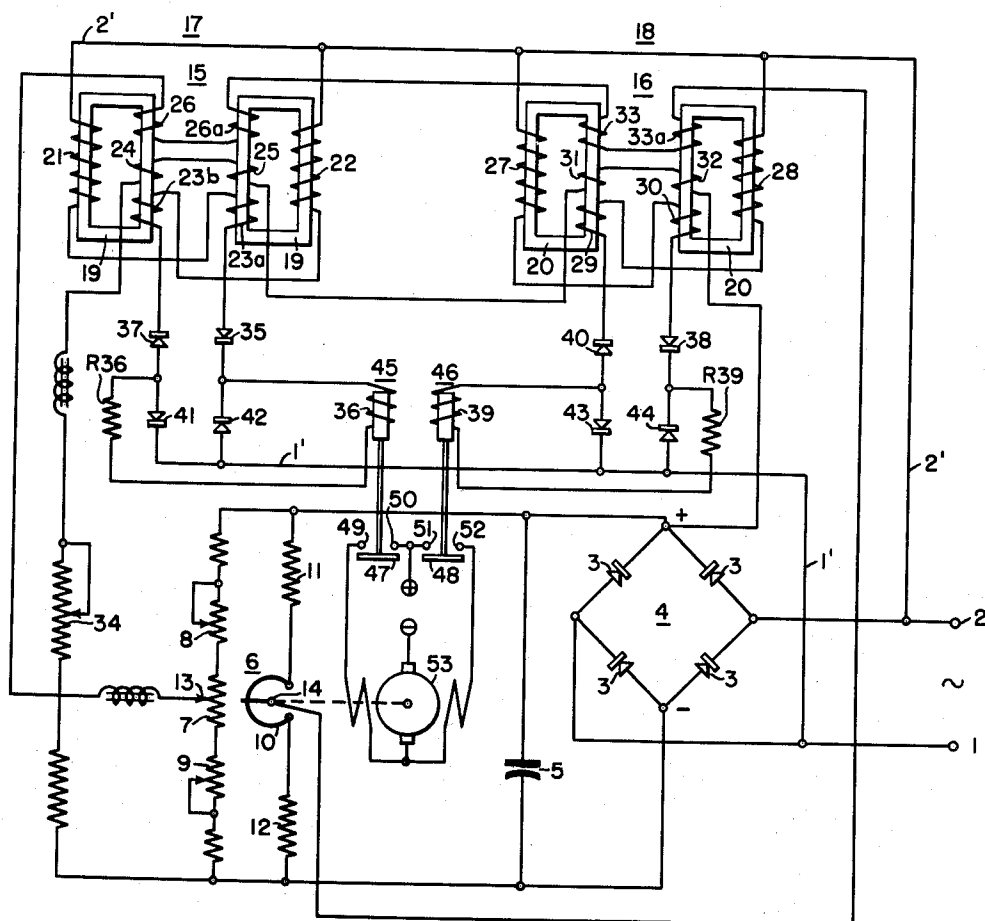 2' 17 18
15 16
26 26a 33 33a
21 24 25 22 27 31 32 28
23b 30
19 23a 19 20 29 20
37 35 40 38
R36 45 46 R39
41 42 36 39 43 44
1' 2'
49 50 51 52
+
11 47 48 3 3 1'
⊕
34 8 6 ⊖ 4 2
13 14 53 3 3 ~
7 10 −
9 5 1
12